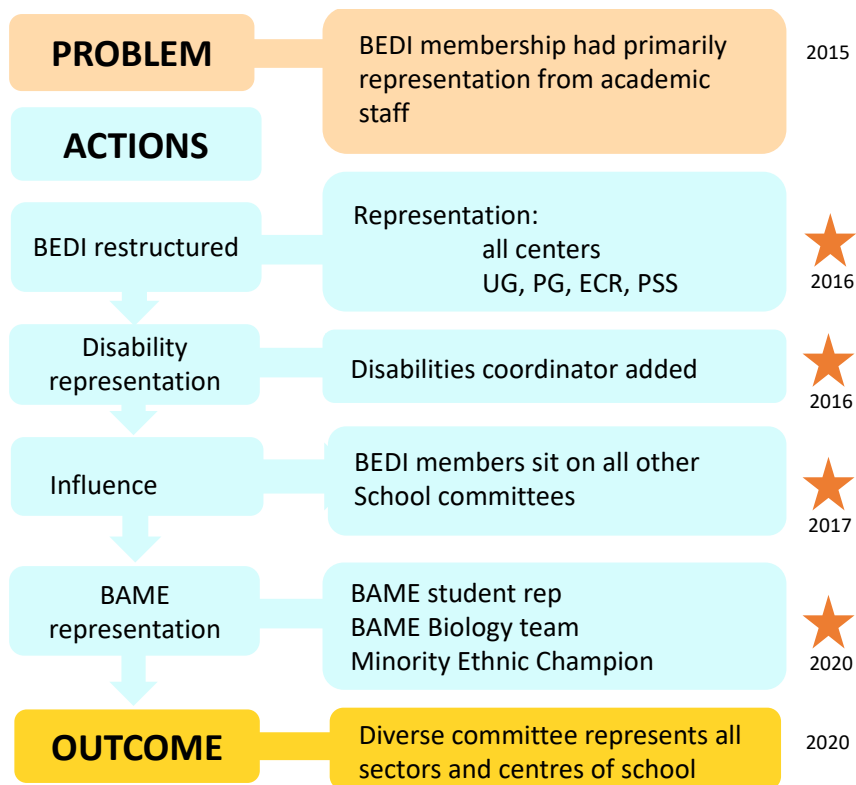 PROBLEM
BEDI membership had primarily
representation from academic
staff
2015
ACTIONS
BEDI restructured
Representation:
all centers
UG, PG, ECR, PSS
2016
Disability
representation
Disabilities coordinator added
2016
Influence
BEDI members sit on all other
School committees
2017
BAME
representation
BAME student rep
BAME Biology team
Minority Ethnic Champion
2020
OUTCOME
Diverse committee represents all
sectors and centres of school
2020